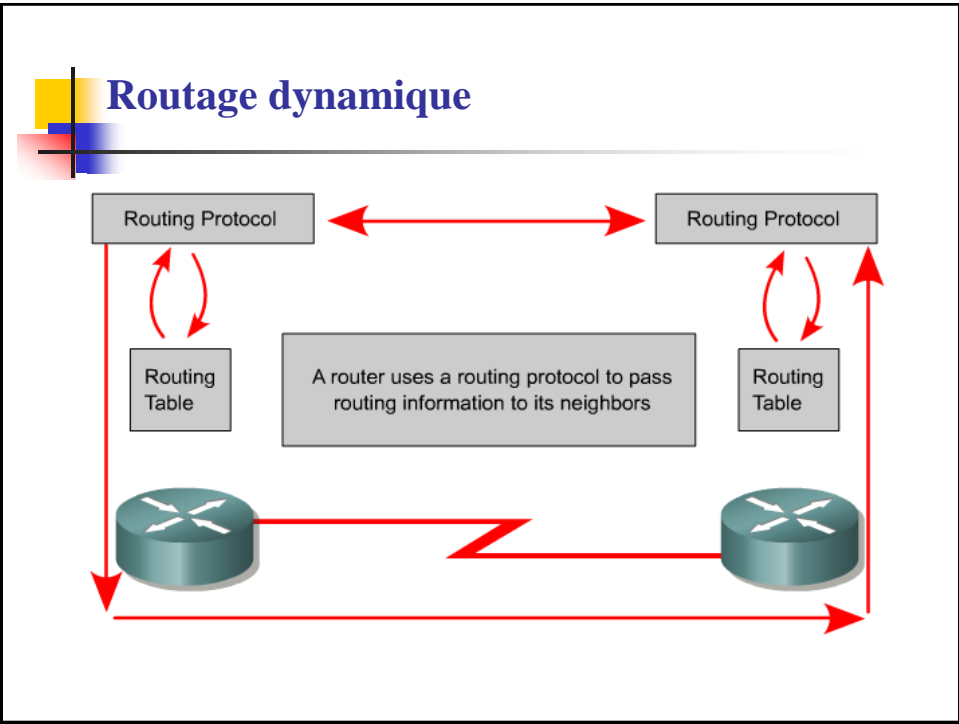 Routage dynamique
Routing Protocol
Routing Protocol
Routing
Table
A router uses a routing protocol to pass
routing information to its neighbors
Routing
Table